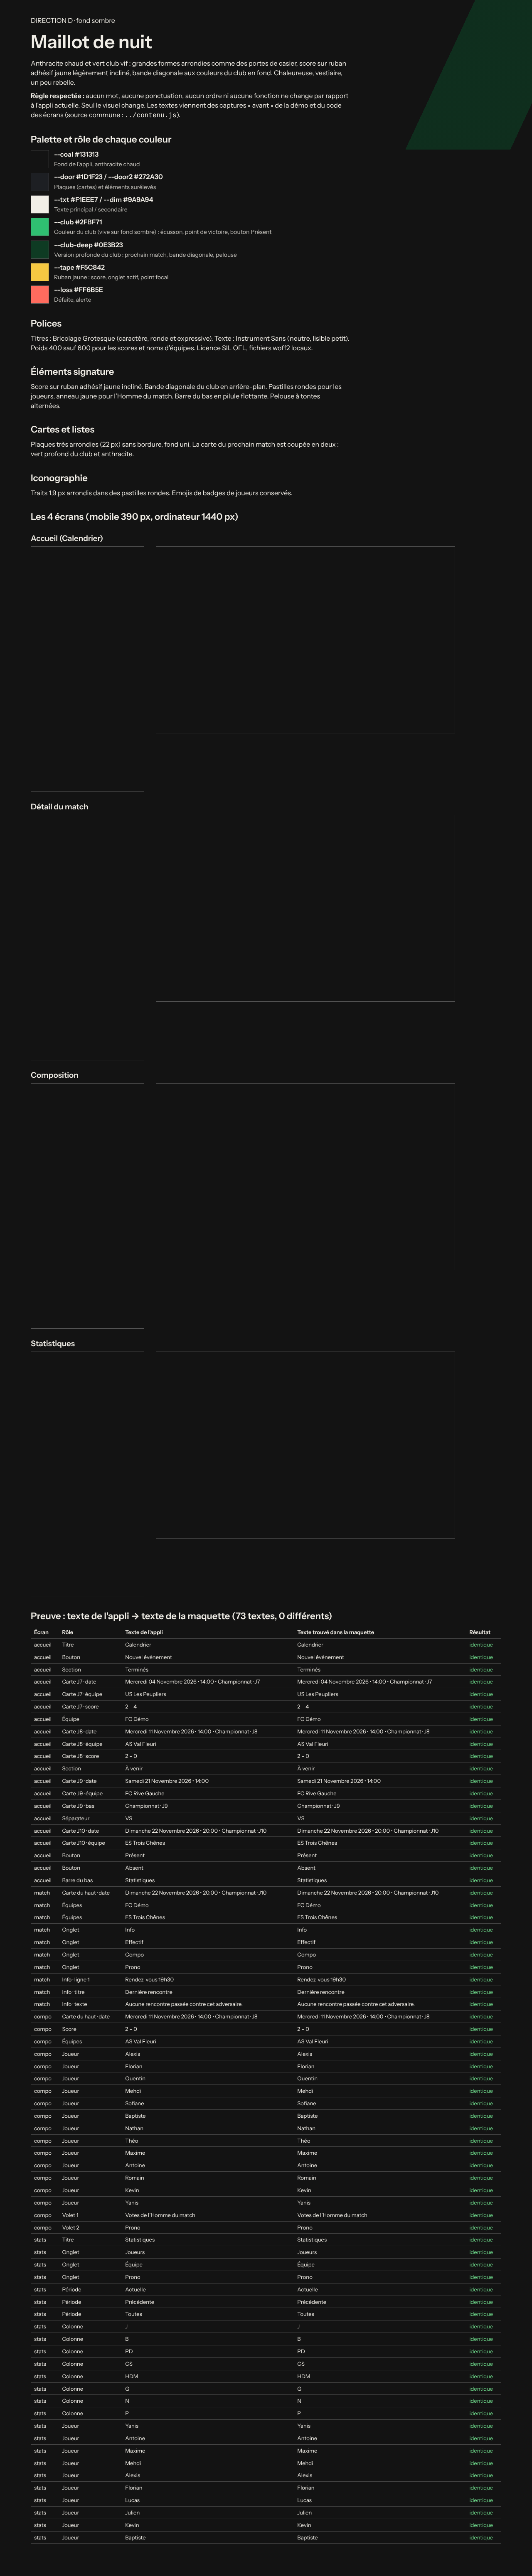 DIRECTION D · fond sombre
Maillot de nuit
Anthracite chaud et vert club vif : grandes formes arrondies comme des portes de casier, score sur ruban
adhésif jaune légèrement incliné, bande diagonale aux couleurs du club en fond. Chaleureuse, vestiaire,
un peu rebelle.
Règle respectée : aucun mot, aucune ponctuation, aucun ordre ni aucune fonction ne change par rapport
à l'appli actuelle. Seul le visuel change. Les textes viennent des captures « avant » de la démo et du code
des écrans (source commune : ../contenu.js).
Palette et rôle de chaque couleur
--coal #131313
Fond de l'appli, anthracite chaud
--door #1D1F23 / --door2 #272A30
Plaques (cartes) et éléments surélevés
--txt #F1EEE7 / --dim #9A9A94
Texte principal / secondaire
--club #2FBF71
Couleur du club (vive sur fond sombre) : écusson, point de victoire, bouton Présent
--club-deep #0E3B23
Version profonde du club : prochain match, bande diagonale, pelouse
--tape #F5C842
Ruban jaune : score, onglet actif, point focal
--loss #FF6B5E
Défaite, alerte
Polices
Titres : Bricolage Grotesque (caractère, ronde et expressive). Texte : Instrument Sans (neutre, lisible petit).
Poids 400 sauf 600 pour les scores et noms d'équipes. Licence SIL OFL, fichiers woff2 locaux.
Éléments signature
Score sur ruban adhésif jaune incliné. Bande diagonale du club en arrière-plan. Pastilles rondes pour les
joueurs, anneau jaune pour l'Homme du match. Barre du bas en pilule flottante. Pelouse à tontes
alternées.
Cartes et listes
Plaques très arrondies (22 px) sans bordure, fond uni. La carte du prochain match est coupée en deux :
vert profond du club et anthracite.
Iconographie
Traits 1.9 px arrondis dans des pastilles rondes. Emojis de badges de joueurs conservés.
Les 4 écrans (mobile 390 px, ordinateur 1440 px)
Accueil (Calendrier)
Détail du match
Composition
Statistiques
Preuve : texte de l'appli → texte de la maquette (73 textes, 0 différents)
Écran Rôle Texte de l'appli Texte trouvé dans la maquette Résultat
accueil Titre Calendrier Calendrier identique
accueil Bouton Nouvel événement Nouvel événement identique
accueil Section Terminés Terminés identique
accueil Carte J7 · date Mercredi 04 Novembre 2026 • 14:00 • Championnat · J7 Mercredi 04 Novembre 2026 • 14:00 • Championnat · J7 identique
accueil Carte J7 · équipe US Les Peupliers US Les Peupliers identique
accueil Carte J7 · score 2 – 4 2 – 4 identique
accueil Équipe FC Démo FC Démo identique
accueil Carte J8 · date Mercredi 11 Novembre 2026 • 14:00 • Championnat · J8 Mercredi 11 Novembre 2026 • 14:00 • Championnat · J8 identique
accueil Carte J8 · équipe AS Val Fleuri AS Val Fleuri identique
accueil Carte J8 · score 2 – 0 2 – 0 identique
accueil Section À venir À venir identique
accueil Carte J9 · date Samedi 21 Novembre 2026 • 14:00 Samedi 21 Novembre 2026 • 14:00 identique
accueil Carte J9 · équipe FC Rive Gauche FC Rive Gauche identique
accueil Carte J9 · bas Championnat · J9 Championnat · J9 identique
accueil Séparateur VS VS identique
accueil Carte J10 · date Dimanche 22 Novembre 2026 • 20:00 • Championnat · J10 Dimanche 22 Novembre 2026 • 20:00 • Championnat · J10 identique
accueil Carte J10 · équipe ES Trois Chênes ES Trois Chênes identique
accueil Bouton Présent Présent identique
accueil Bouton Absent Absent identique
accueil Barre du bas Statistiques Statistiques identique
match Carte du haut · date Dimanche 22 Novembre 2026 • 20:00 • Championnat · J10 Dimanche 22 Novembre 2026 • 20:00 • Championnat · J10 identique
match Équipes FC Démo FC Démo identique
match Équipes ES Trois Chênes ES Trois Chênes identique
match Onglet Info Info identique
match Onglet Effectif Effectif identique
match Onglet Compo Compo identique
match Onglet Prono Prono identique
match Info · ligne 1 Rendez-vous 19h30 Rendez-vous 19h30 identique
match Info · titre Dernière rencontre Dernière rencontre identique
match Info · texte Aucune rencontre passée contre cet adversaire. Aucune rencontre passée contre cet adversaire. identique
compo Carte du haut · date Mercredi 11 Novembre 2026 • 14:00 • Championnat · J8 Mercredi 11 Novembre 2026 • 14:00 • Championnat · J8 identique
compo Score 2 – 0 2 – 0 identique
compo Équipes AS Val Fleuri AS Val Fleuri identique
compo Joueur Alexis Alexis identique
compo Joueur Florian Florian identique
compo Joueur Quentin Quentin identique
compo Joueur Mehdi Mehdi identique
compo Joueur Sofiane Sofiane identique
compo Joueur Baptiste Baptiste identique
compo Joueur Nathan Nathan identique
compo Joueur Théo Théo identique
compo Joueur Maxime Maxime identique
compo Joueur Antoine Antoine identique
compo Joueur Romain Romain identique
compo Joueur Kevin Kevin identique
compo Joueur Yanis Yanis identique
compo Volet 1 Votes de l'Homme du match Votes de l'Homme du match identique
compo Volet 2 Prono Prono identique
stats Titre Statistiques Statistiques identique
stats Onglet Joueurs Joueurs identique
stats Onglet Équipe Équipe identique
stats Onglet Prono Prono identique
stats Période Actuelle Actuelle identique
stats Période Précédente Précédente identique
stats Période Toutes Toutes identique
stats Colonne J J identique
stats Colonne B B identique
stats Colonne PD PD identique
stats Colonne CS CS identique
stats Colonne HDM HDM identique
stats Colonne G G identique
stats Colonne N N identique
stats Colonne P P identique
stats Joueur Yanis Yanis identique
stats Joueur Antoine Antoine identique
stats Joueur Maxime Maxime identique
stats Joueur Mehdi Mehdi identique
stats Joueur Alexis Alexis identique
stats Joueur Florian Florian identique
stats Joueur Lucas Lucas identique
stats Joueur Julien Julien identique
stats Joueur Kevin Kevin identique
stats Joueur Baptiste Baptiste identique